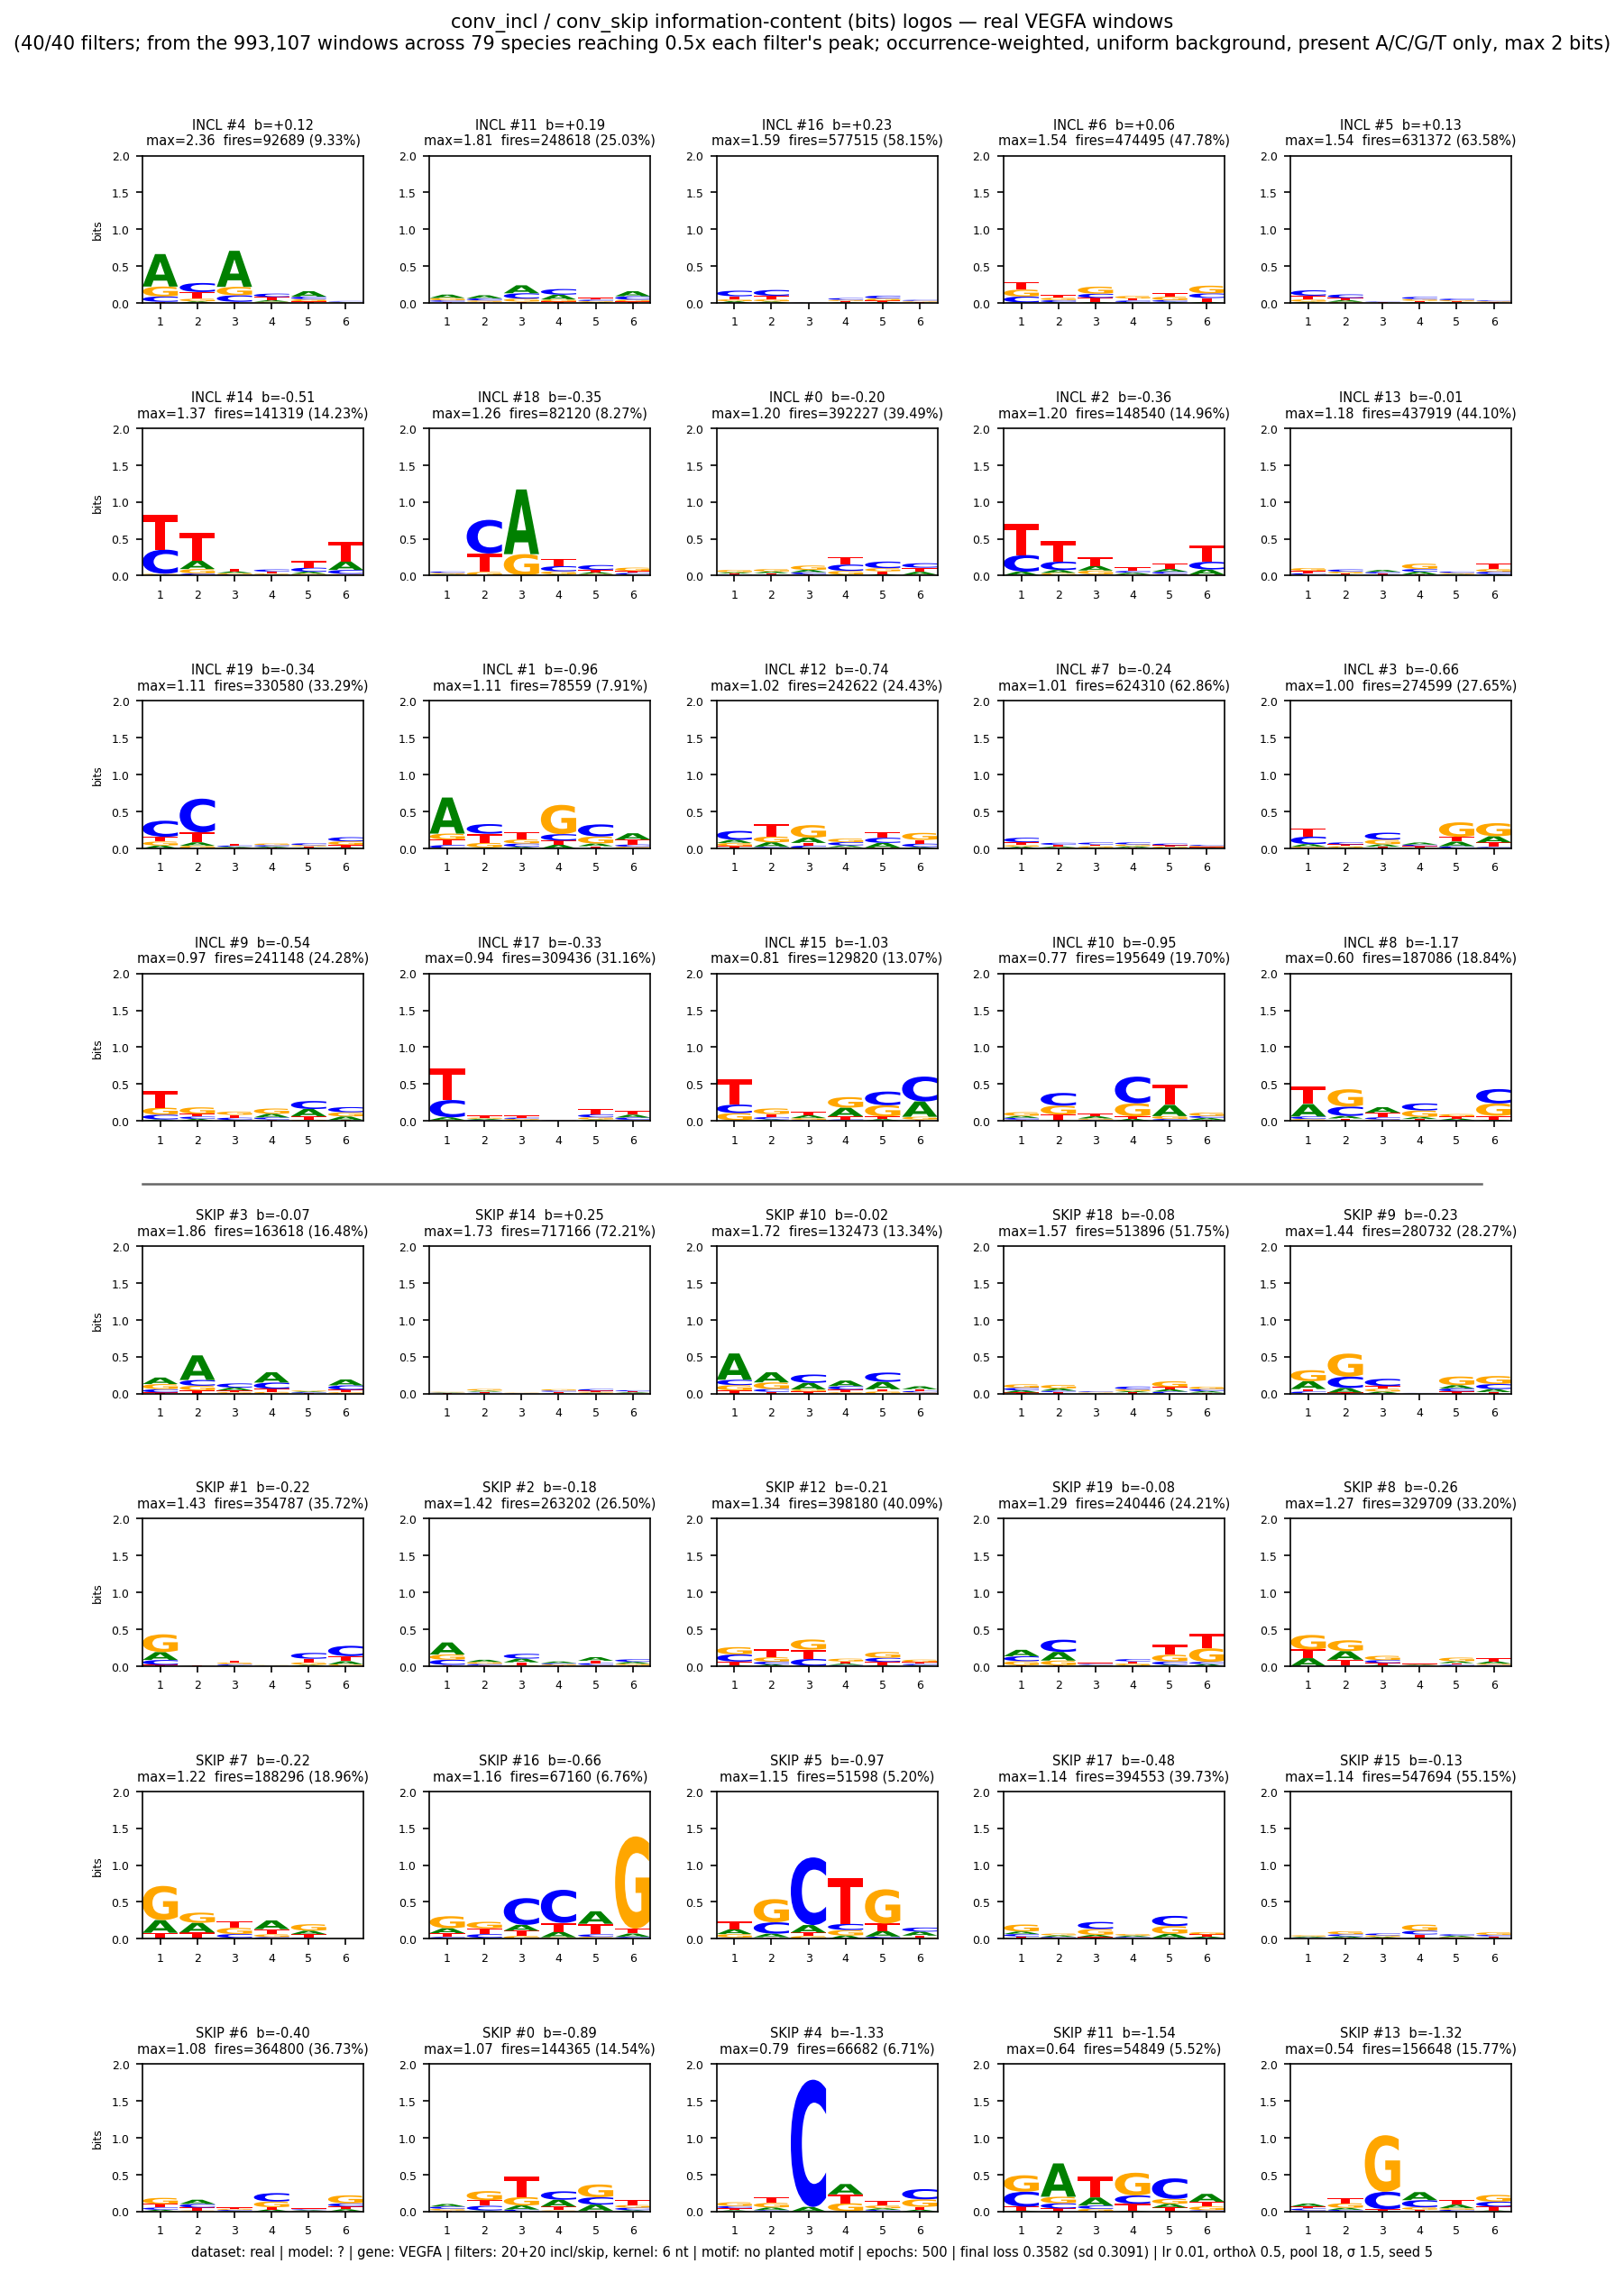 conv_incl / conv_skip information-content (bits) logos — real VEGFA windows
(40/40 filters; from the 993,107 windows across 79 species reaching 0.5x each filter's peak; occurrence-weighted, uniform background, present A/C/G/T only, max 2 bits)
INCL #4 b=+0.12
max=2.36 fires=92689 (9.33%)
INCL #11 b=+0.19
max=1.81 fires=248618 (25.03%)
INCL #16 b=+0.23
max=1.59 fires=577515 (58.15%)
INCL #6 b=+0.06
max=1.54 fires=474495 (47.78%)
INCL #5 b=+0.13
max=1.54 fires=631372 (63.58%)
INCL #14 b=-0.51
max=1.37 fires=141319 (14.23%)
INCL #18 b=-0.35
max=1.26 fires=82120 (8.27%)
INCL #0 b=-0.20
max=1.20 fires=392227 (39.49%)
INCL #2 b=-0.36
max=1.20 fires=148540 (14.96%)
INCL #13 b=-0.01
max=1.18 fires=437919 (44.10%)
INCL #19 b=-0.34
max=1.11 fires=330580 (33.29%)
INCL #1 b=-0.96
max=1.11 fires=78559 (7.91%)
INCL #12 b=-0.74
max=1.02 fires=242622 (24.43%)
INCL #7 b=-0.24
max=1.01 fires=624310 (62.86%)
INCL #3 b=-0.66
max=1.00 fires=274599 (27.65%)
INCL #9 b=-0.54
max=0.97 fires=241148 (24.28%)
INCL #17 b=-0.33
max=0.94 fires=309436 (31.16%)
INCL #15 b=-1.03
max=0.81 fires=129820 (13.07%)
INCL #10 b=-0.95
max=0.77 fires=195649 (19.70%)
INCL #8 b=-1.17
max=0.60 fires=187086 (18.84%)
SKIP #3 b=-0.07
max=1.86 fires=163618 (16.48%)
SKIP #14 b=+0.25
max=1.73 fires=717166 (72.21%)
SKIP #10 b=-0.02
max=1.72 fires=132473 (13.34%)
SKIP #18 b=-0.08
max=1.57 fires=513896 (51.75%)
SKIP #9 b=-0.23
max=1.44 fires=280732 (28.27%)
SKIP #1 b=-0.22
max=1.43 fires=354787 (35.72%)
SKIP #2 b=-0.18
max=1.42 fires=263202 (26.50%)
SKIP #12 b=-0.21
max=1.34 fires=398180 (40.09%)
SKIP #19 b=-0.08
max=1.29 fires=240446 (24.21%)
SKIP #8 b=-0.26
max=1.27 fires=329709 (33.20%)
SKIP #7 b=-0.22
max=1.22 fires=188296 (18.96%)
SKIP #16 b=-0.66
max=1.16 fires=67160 (6.76%)
SKIP #5 b=-0.97
max=1.15 fires=51598 (5.20%)
SKIP #17 b=-0.48
max=1.14 fires=394553 (39.73%)
SKIP #15 b=-0.13
max=1.14 fires=547694 (55.15%)
SKIP #6 b=-0.40
max=1.08 fires=364800 (36.73%)
SKIP #0 b=-0.89
max=1.07 fires=144365 (14.54%)
SKIP #4 b=-1.33
max=0.79 fires=66682 (6.71%)
SKIP #11 b=-1.54
max=0.64 fires=54849 (5.52%)
SKIP #13 b=-1.32
max=0.54 fires=156648 (15.77%)
dataset: real | model: ? | gene: VEGFA | filters: 20+20 incl/skip, kernel: 6 nt | motif: no planted motif | epochs: 500 | final loss 0.3582 (sd 0.3091) | lr 0.01, orthoλ 0.5, pool 18, σ 1.5, seed 5